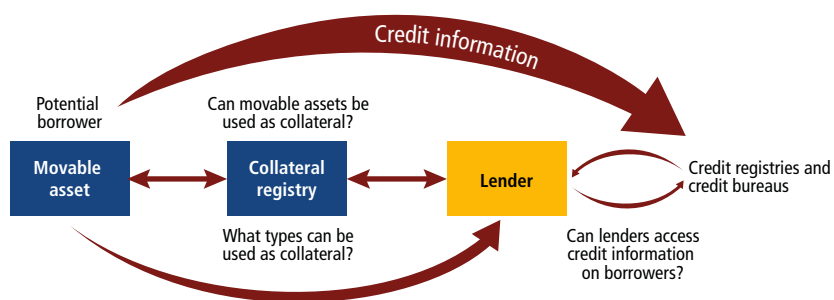 Credit information
Potential
borrower
Can movable assets be
used as collateral?
Movable
asset
Collateral
registry
Lender
Credit registries and
credit bureaus
What types can be
used as collateral?
Can lenders access
credit information
on borrowers?